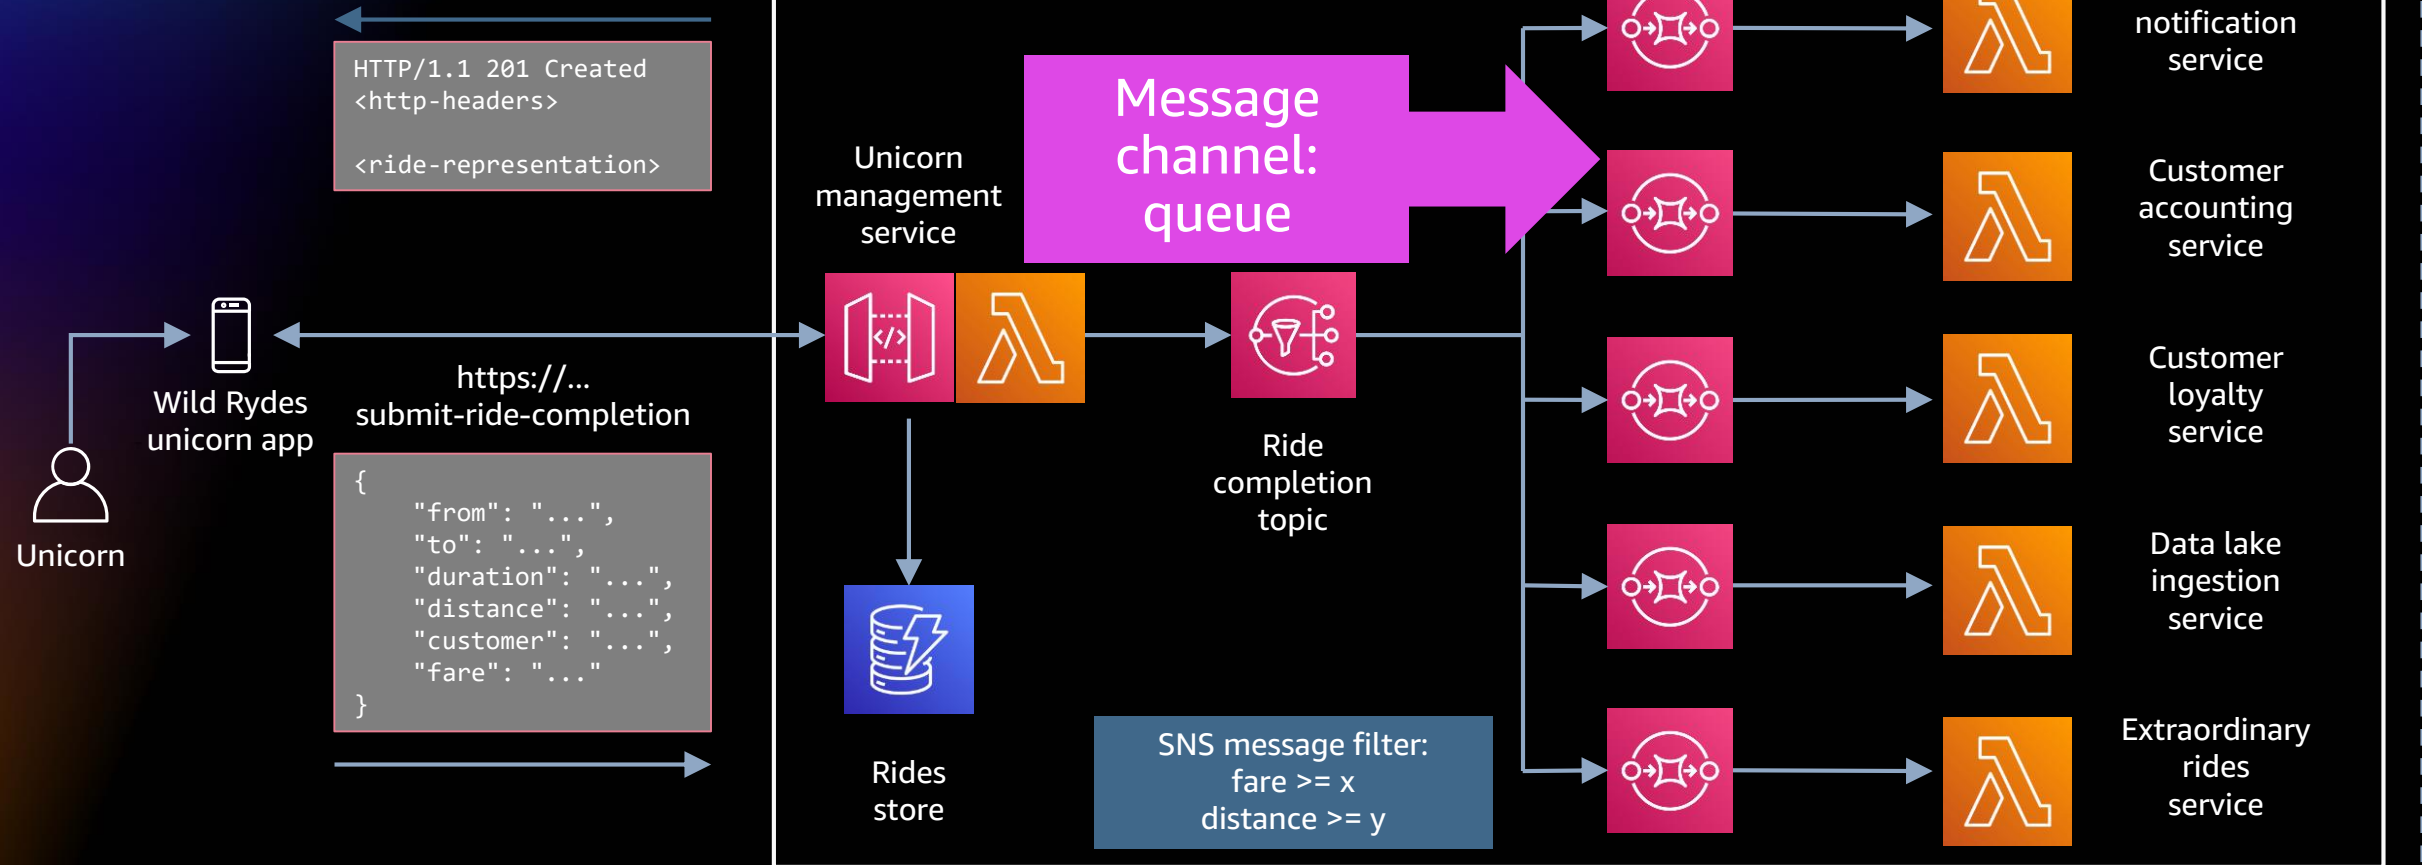 HTTP/1.1 201 Created
<http-headers>
<ride-representation>
Unicorn
Wild Rydes
unicorn app
https://...
submit-ride-completion
{
"from": "...",
"to": "...",
"duration": "...",
"distance": "...",
"customer": "...",
"fare": "..."
}
Unicorn
management
service
Message
channel:
queue
</>
Ride
completion
topic
Rides
store
SNS message filter:
fare >= x
distance >= y
notification
service
Customer
accounting
service
Customer
loyalty
service
Data lake
ingestion
service
Extraordinary
rides
service